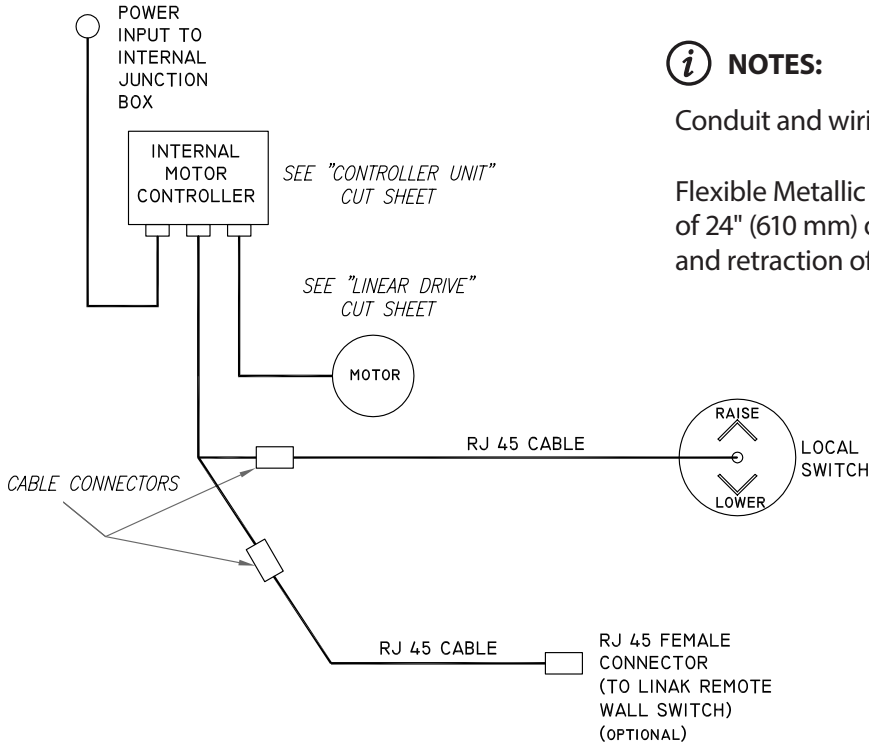 POWER
INPUT TO
INTERNAL
JUNCTION
BOX
INTERNAL
MOTOR
CONTROLLER
SEE "CONTROLLER UNIT"
CUT SHEET
SEE "LINEAR DRIVE"
CUT SHEET
MOTOR
RJ 45 CABLE
RAISE
LOWER
LOCAL
SWITCH
CABLE CONNECTORS
RJ 45 CABLE
RJ 45 FEMALE
CONNECTOR
(TO LINAK REMOTE
WALL SWITCH)
(OPTIONAL)
i NOTES:
Conduit and
Flexible Metallic
of 24" (610 mm)
and retraction of